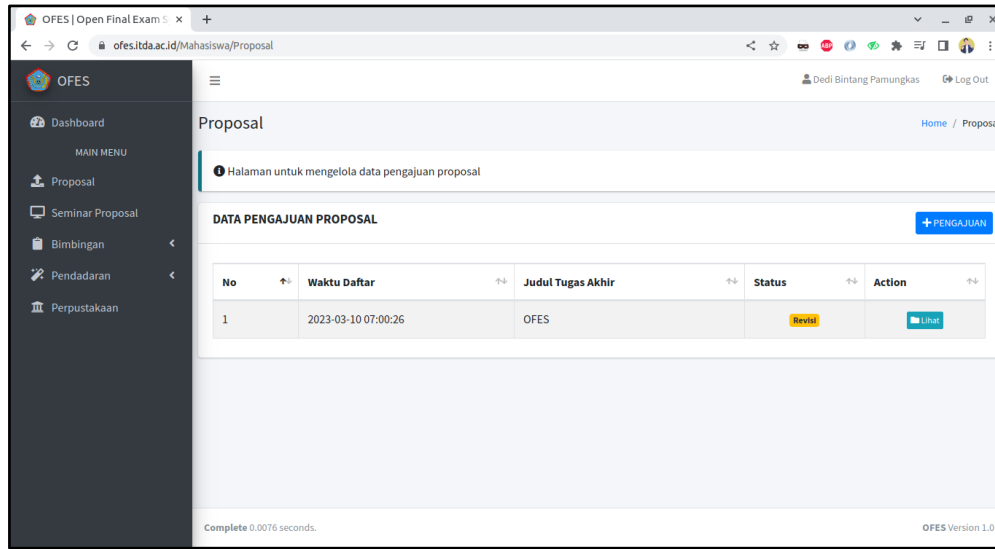 OFES | Open Final Exam S
ofes.itda.ac.id/Mahasiswa/Proposal
ABP
OFES
Dedi Bintang Pamungkas Log Out
Dashboard
MAIN MENU
Proposal
Seminar Proposal
Bimbingan
Pendadaran
Perpustakaan
Proposal
Home / Proposa
Halaman untuk mengelola data pengajuan proposal
DATA PENGAJUAN PROPOSAL
+ PENGAJUAN
No Waktu Daftar Judul Tugas Akhir Status Action
1 2023-03-10 07:00:26 OFES Revisi Lihat
Complete 0.0076 seconds.
OFES Version 1.0